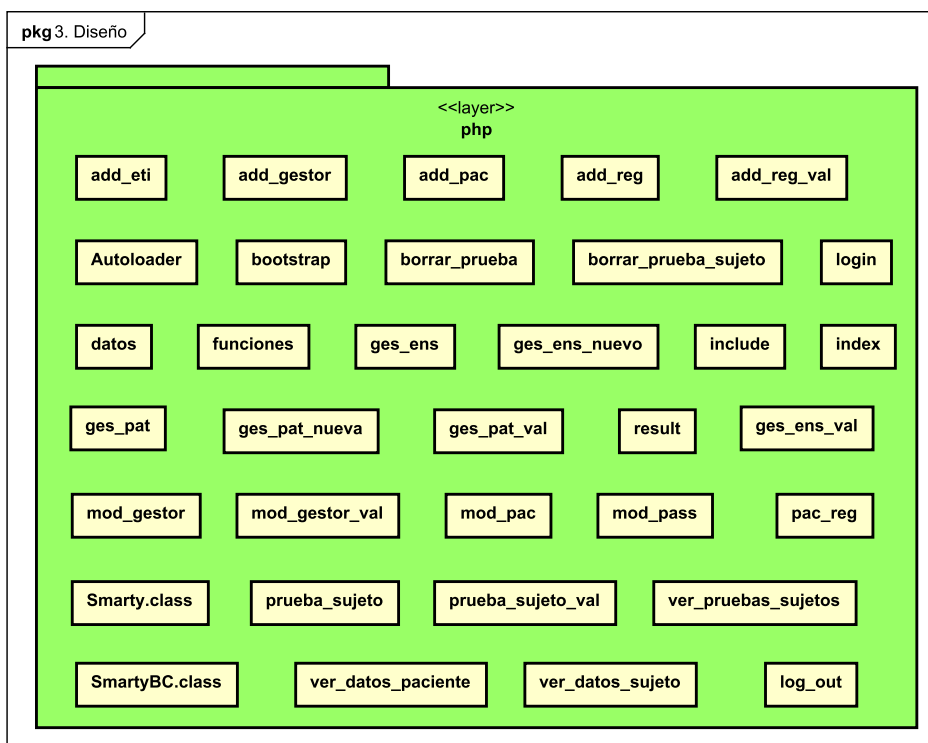 pkg 3. Diseño
<<layer>>
php
add_eti add_gestor add_pac add_reg add_reg_val
Autoloader bootstrap borrar_prueba borrar_prueba_sujeto login
datos funciones ges_ens ges_ens_nuevo include index
ges_pat ges_pat_nueva ges_pat_val result ges_ens_val
mod_gestor mod_gestor_val mod_pac mod_pass pac_reg
Smarty.class prueba_sujeto prueba_sujeto_val ver_pruebas_sujetos
SmartyBC.class ver_datos_paciente ver_datos_sujeto log_out